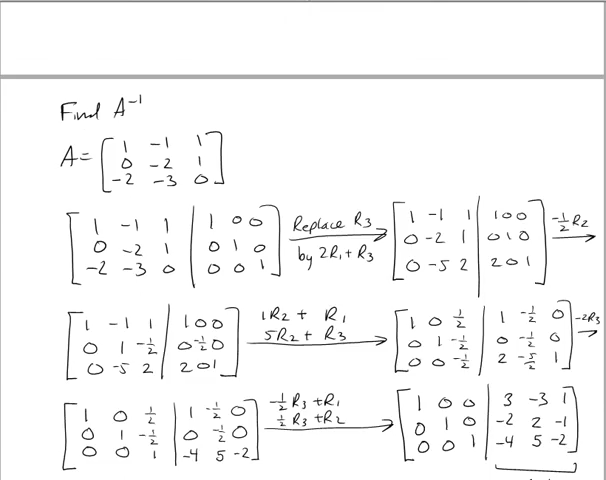 Find A⁻¹
A = [ 1 -1 1
0 -2 1
-2 -3 0 ]
[ 1 -1 1 | 1 0 0 Replace R3 [ 1 -1 1 | 1 0 0 -½R2
0 -2 1 | 0 1 0 by 2R1+R3 0 -2 1 | 0 1 0
-2 -3 0 | 0 0 1 ] 0 -5 2 | 2 0 1 ]
[ 1 -1 1 | 1 0 0 1R2 + R1 [ 1 0 ½ | 1 -½ 0 -2R3
0 1 -½ | 0 -½ 0 5R2 + R3 0 1 -½ | 0 -½ 0
0 -5 2 | 2 0 1 ] 0 0 -½ | 2 -5/2 1 ]
[ 1 0 ½ | 1 -½ 0 -½R3+R1 [ 1 0 0 | 3 -3 1
0 1 -½ | 0 -½ 0 ½R3+R2 0 1 0 | -2 2 -1
0 0 1 | -4 5 -2 ] 0 0 1 | -4 5 -2 ]